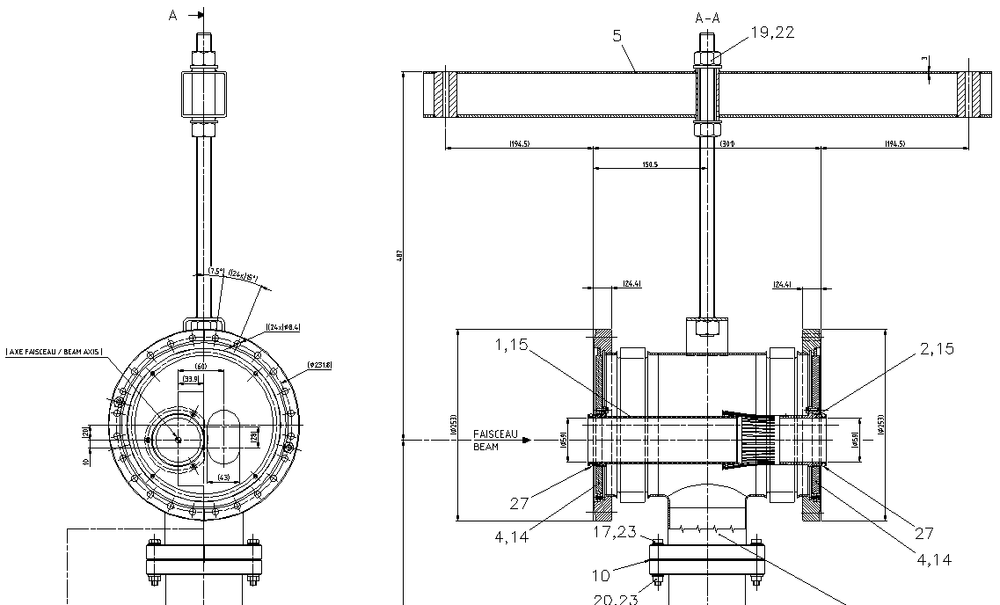 A
A-A
19,22
5
3
(194.5)
(301)
(194.5)
150.5
487
(24.4)
(24.4)
(7.5°)
((24x)15°)
((24x)Φ8.4)
(Φ231.8)
( AXE FAISCEAU / BEAM AXIS )
(60)
(33.9)
(20)
10
(28)
(43)
1,15
2,15
(Φ253)
(Φ253)
FAISCEAU
BEAM
(Φ59)
(Φ59)
27
27
4,14
4,14
17,23
10
20,23